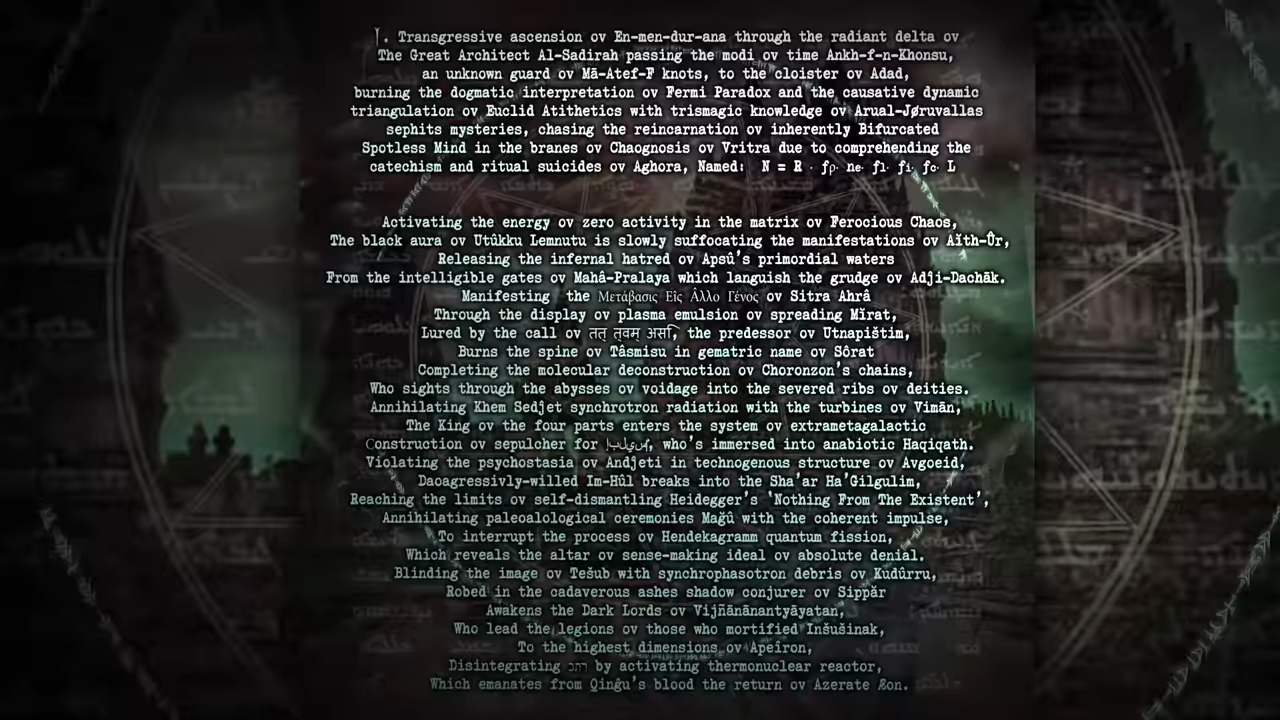 I. Transgressive ascension ov En-men-dur-ana through the radiant delta ov
The Great Architect Al-Sadirah passing the modi ov time Ankh-f-n-Khonsu,
an unknown guard ov Mā-Atef-F knots, to the cloister ov Adad,
burning the dogmatic interpretation ov Fermi Paradox and the causative dynamic
triangulation ov Euclid Atithetics with trismagic knowledge ov Arual-Jøruvallas
sephits mysteries, chasing the reincarnation ov inherently Bifurcated
Spotless Mind in the branes ov Chaognosis ov Vritra due to comprehending the
catechism and ritual suicides ov Aghora, Named: N = R · fp· ne· fl· fi· fc· L
Activating the energy ov zero activity in the matrix ov Ferocious Chaos,
The black aura ov Utûkku Lemnutu is slowly suffocating the manifestations ov Aĭth-Ûr,
Releasing the infernal hatred ov Apsû's primordial waters
From the intelligible gates ov Mahâ-Pralaya which languish the grudge ov Adji-Dachāk.
Manifesting the Μετάβασις Εἰς Ἄλλο Γένος ov Sitra Ahrâ
Through the display ov plasma emulsion ov spreading Mĭrat,
Lured by the call ov तत् त्वम् असि, the predessor ov Utnapištim,
Burns the spine ov Tâsmisu in gematric name ov Sôrat
Completing the molecular deconstruction ov Choronzon's chains,
Who sights through the abysses ov voidage into the severed ribs ov deities.
Annihilating Khem Sedjet synchrotron radiation with the turbines ov Vimān,
The King ov the four parts enters the system ov extrametagalactic
Construction ov sepulcher for إبليس, who's immersed into anabiotic Haqiqath.
Violating the psychostasia ov Andjeti in technogenous structure ov Avgoeid,
Daoagressivly-willed Im-Hûl breaks into the Sha'ar Ha'Gilgulim,
Reaching the limits ov self-dismantling Heidegger's 'Nothing From The Existent',
Annihilating paleoalological ceremonies Mağû with the coherent impulse,
To interrupt the process ov Hendekagramm quantum fission,
Which reveals the altar ov sense-making ideal ov absolute denial.
Blinding the image ov Tešub with synchrophasotron debris ov Kudûrru,
Robed in the cadaverous ashes shadow conjurer ov Sippăr
Awakens the Dark Lords ov Vijñānānantyāyatan,
Who lead the legions ov those who mortified Inšušinak,
To the highest dimensions ov Apeîron,
Disintegrating by activating thermonuclear reactor,
Which emanates from Qinĝu's blood the return ov Azerate Æon.